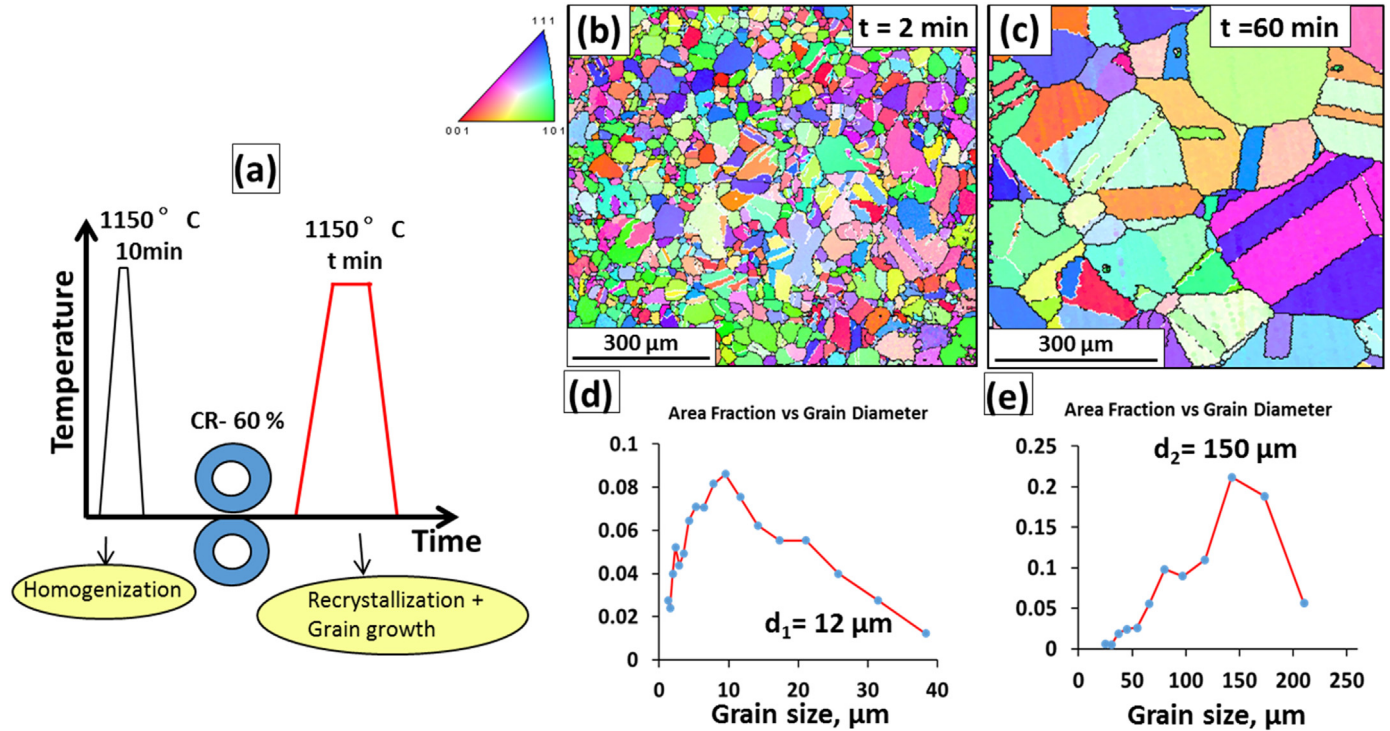 (a)
1150° C
10min
1150° C
t min
Temperature
CR- 60 %
Time
Homogenization
Recrystallization +
Grain growth
111
001
101
(b)
t = 2 min
300 μm
(c)
t =60 min
300 μm
(d)
Area Fraction vs Grain Diameter
0.1
0.08
0.06
0.04
0.02
0
d1= 12 μm
0 10 20 30 40
Grain size, μm
(e)
Area Fraction vs Grain Diameter
d2= 150 μm
0.25
0.2
0.15
0.1
0.05
0
0 50 100 150 200 250
Grain size, μm